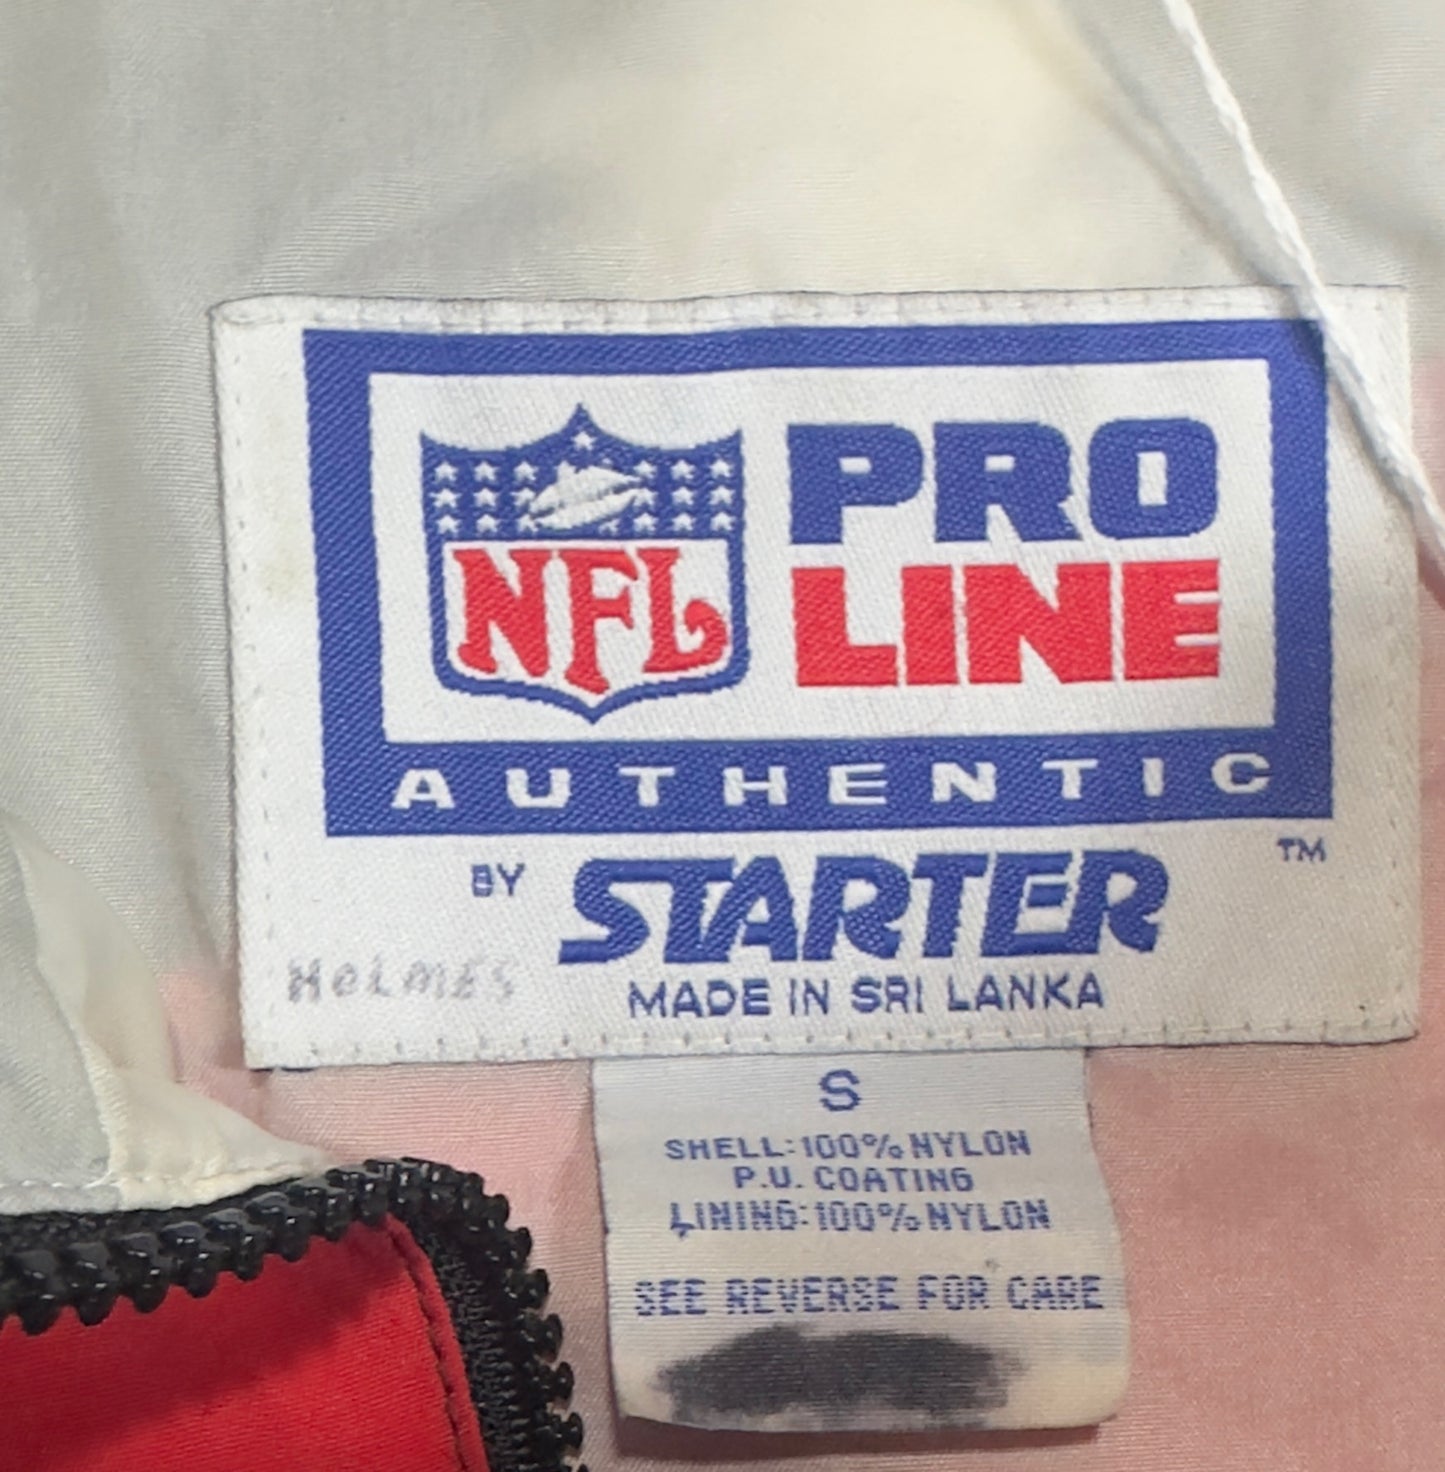 NFL
PRO
LINE
AUTHENTIC
BY STARTER ™
HOLMES
MADE IN SRI LANKA
S
SHELL:100% NYLON
P.U. COATING
LINING:100% NYLON
SEE REVERSE FOR CARE